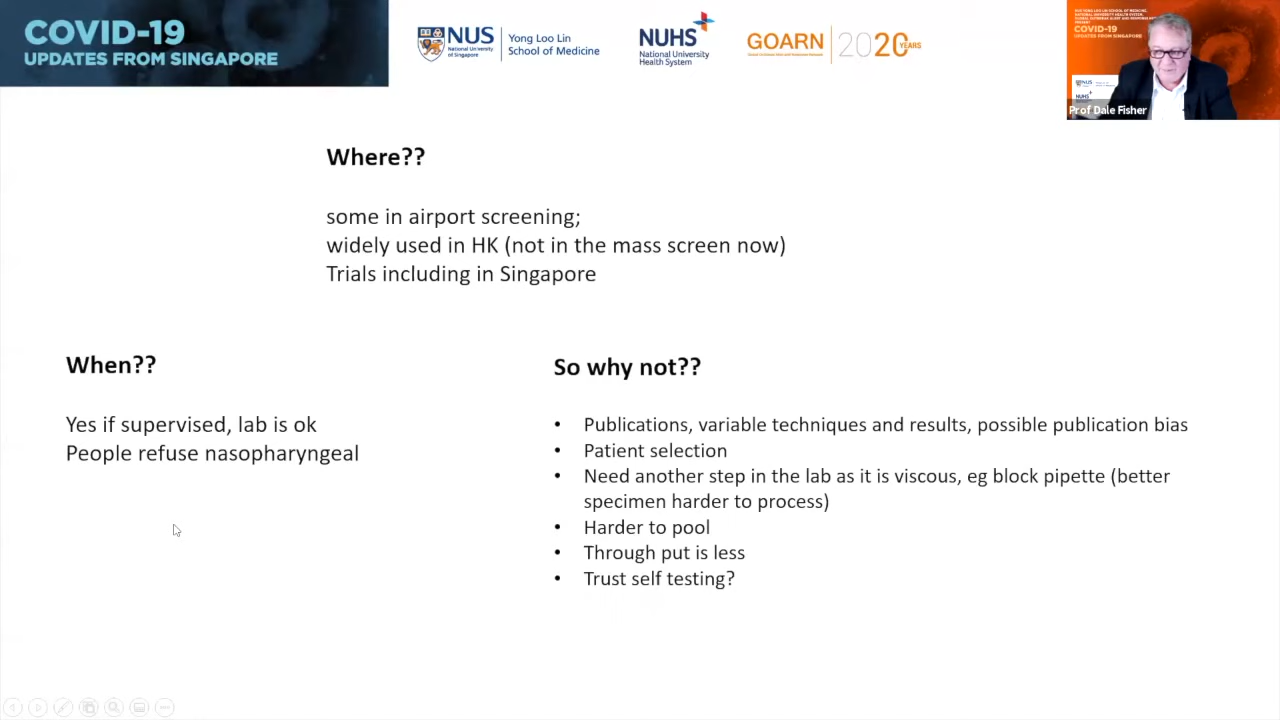 COVID-19
UPDATES FROM SINGAPORE
NUS
National University
of Singapore
Yong Loo Lin
School of Medicine
NUHS
National University
Health System
GOARN
2020 YEARS
COVID-19
UPDATES FROM SINGAPORE
Prof Dale Fisher
Where??
some in airport screening;
widely used in HK (not in the mass screen now)
Trials including in Singapore
When??
Yes if supervised, lab is ok
People refuse nasopharyngeal
So why not??
• Publications, variable techniques and results, possible publication bias
• Patient selection
• Need another step in the lab as it is viscous, eg block pipette (better
specimen harder to process)
• Harder to pool
• Through put is less
• Trust self testing?